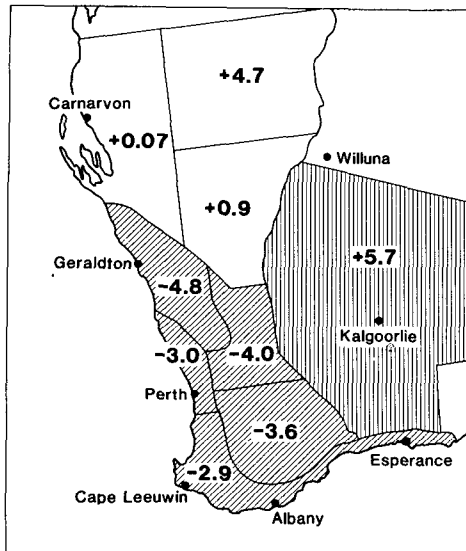 +4.7
Carnarvon
+0.07
Wiluna
+0.9
+5.7
Geraldton
-4.8
Kalgoorlie
-3.0
-4.0
Perth
-3.6
Esperance
-2.9
Cape Leeuwin
Albany